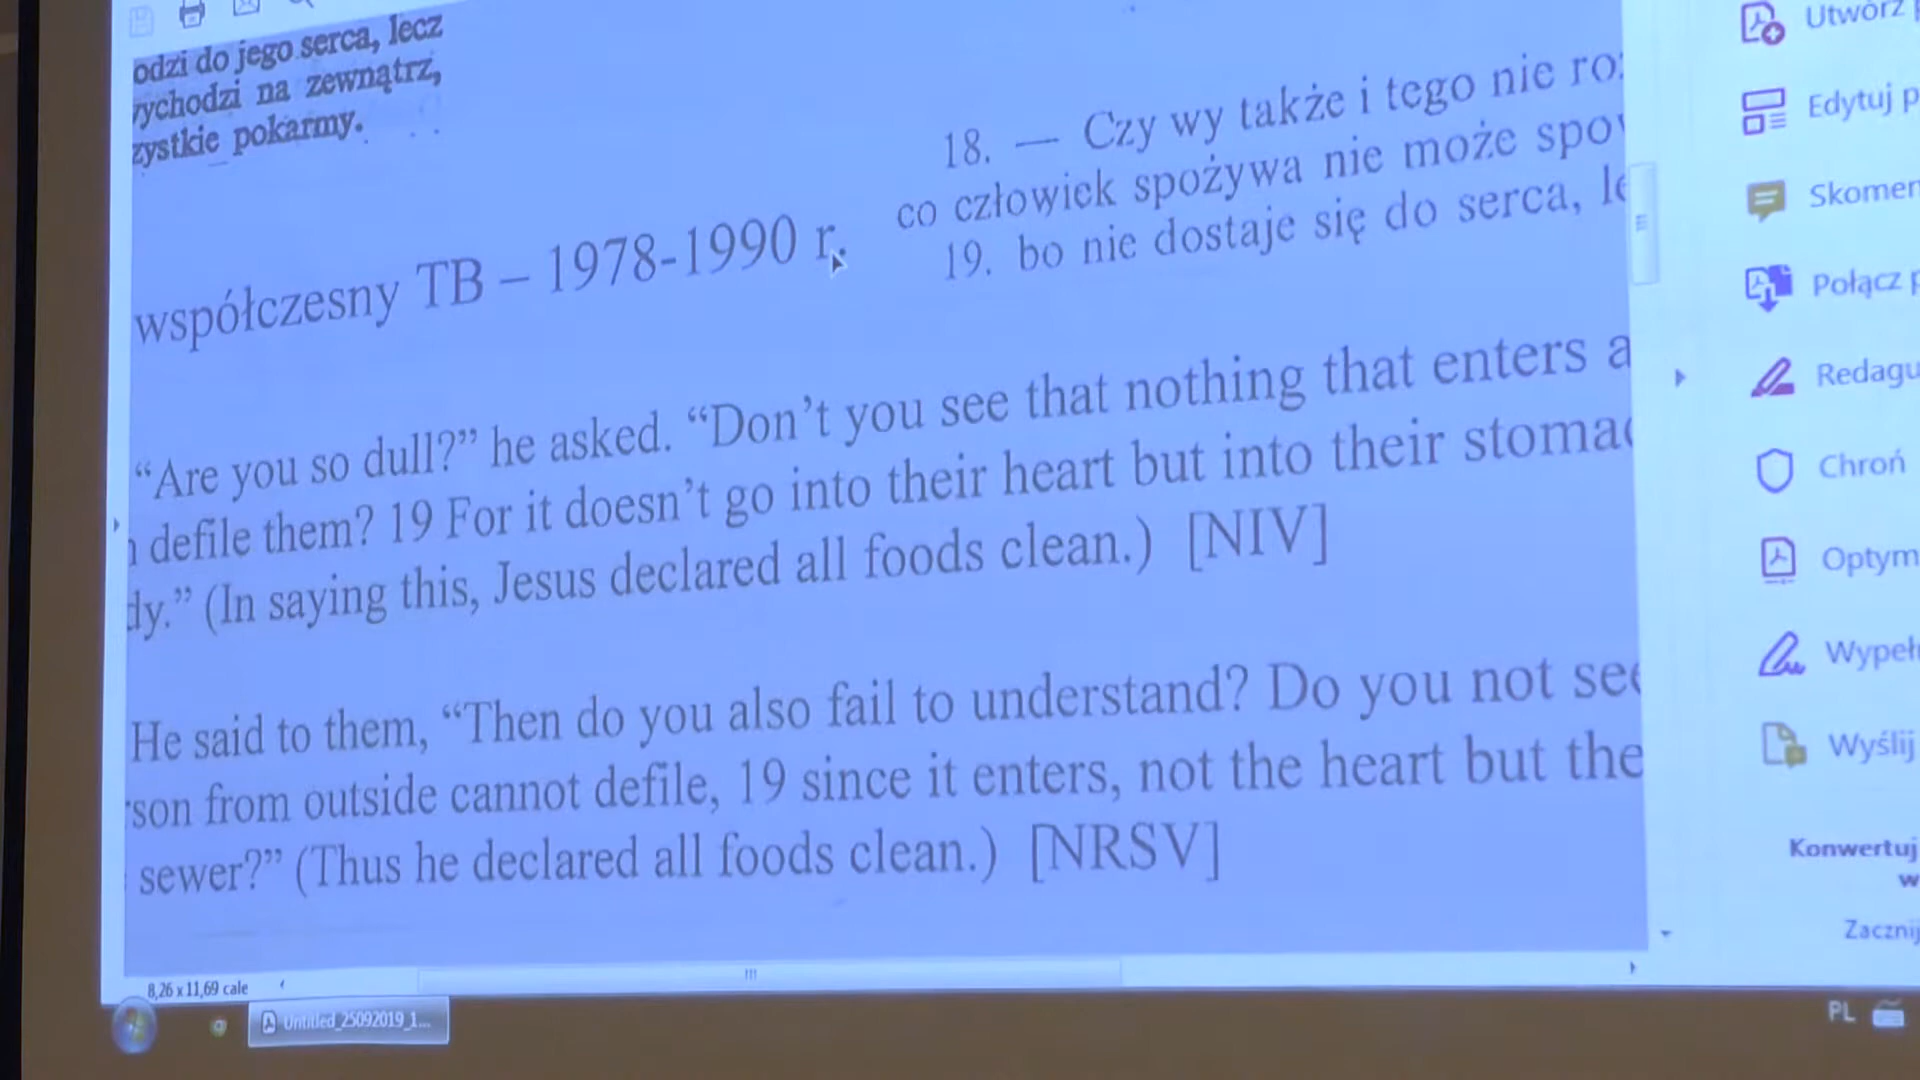 odzi do jego serca, lecz
ychodzi na zewnątrz,
zystkie pokarmy.
18. — Czy wy także i tego nie ro
co człowiek spożywa nie może spo
19. bo nie dostaje się do serca, le
współczesny TB – 1978-1990 r.
“Are you so dull?” he asked. “Don’t you see that nothing that enters a
defile them? 19 For it doesn’t go into their heart but into their stomac
dy.” (In saying this, Jesus declared all foods clean.) [NIV]
He said to them, “Then do you also fail to understand? Do you not see
rson from outside cannot defile, 19 since it enters, not the heart but the
sewer?” (Thus he declared all foods clean.) [NRSV]
8,26 x 11,69 cale
Untitled_25092019_1...
Utwórz p
Edytuj p
Skomen
Połącz p
Redagu
Chroń
Optym
Wypeł
Wyślij
Konwertuj
w
Zacznij
PL